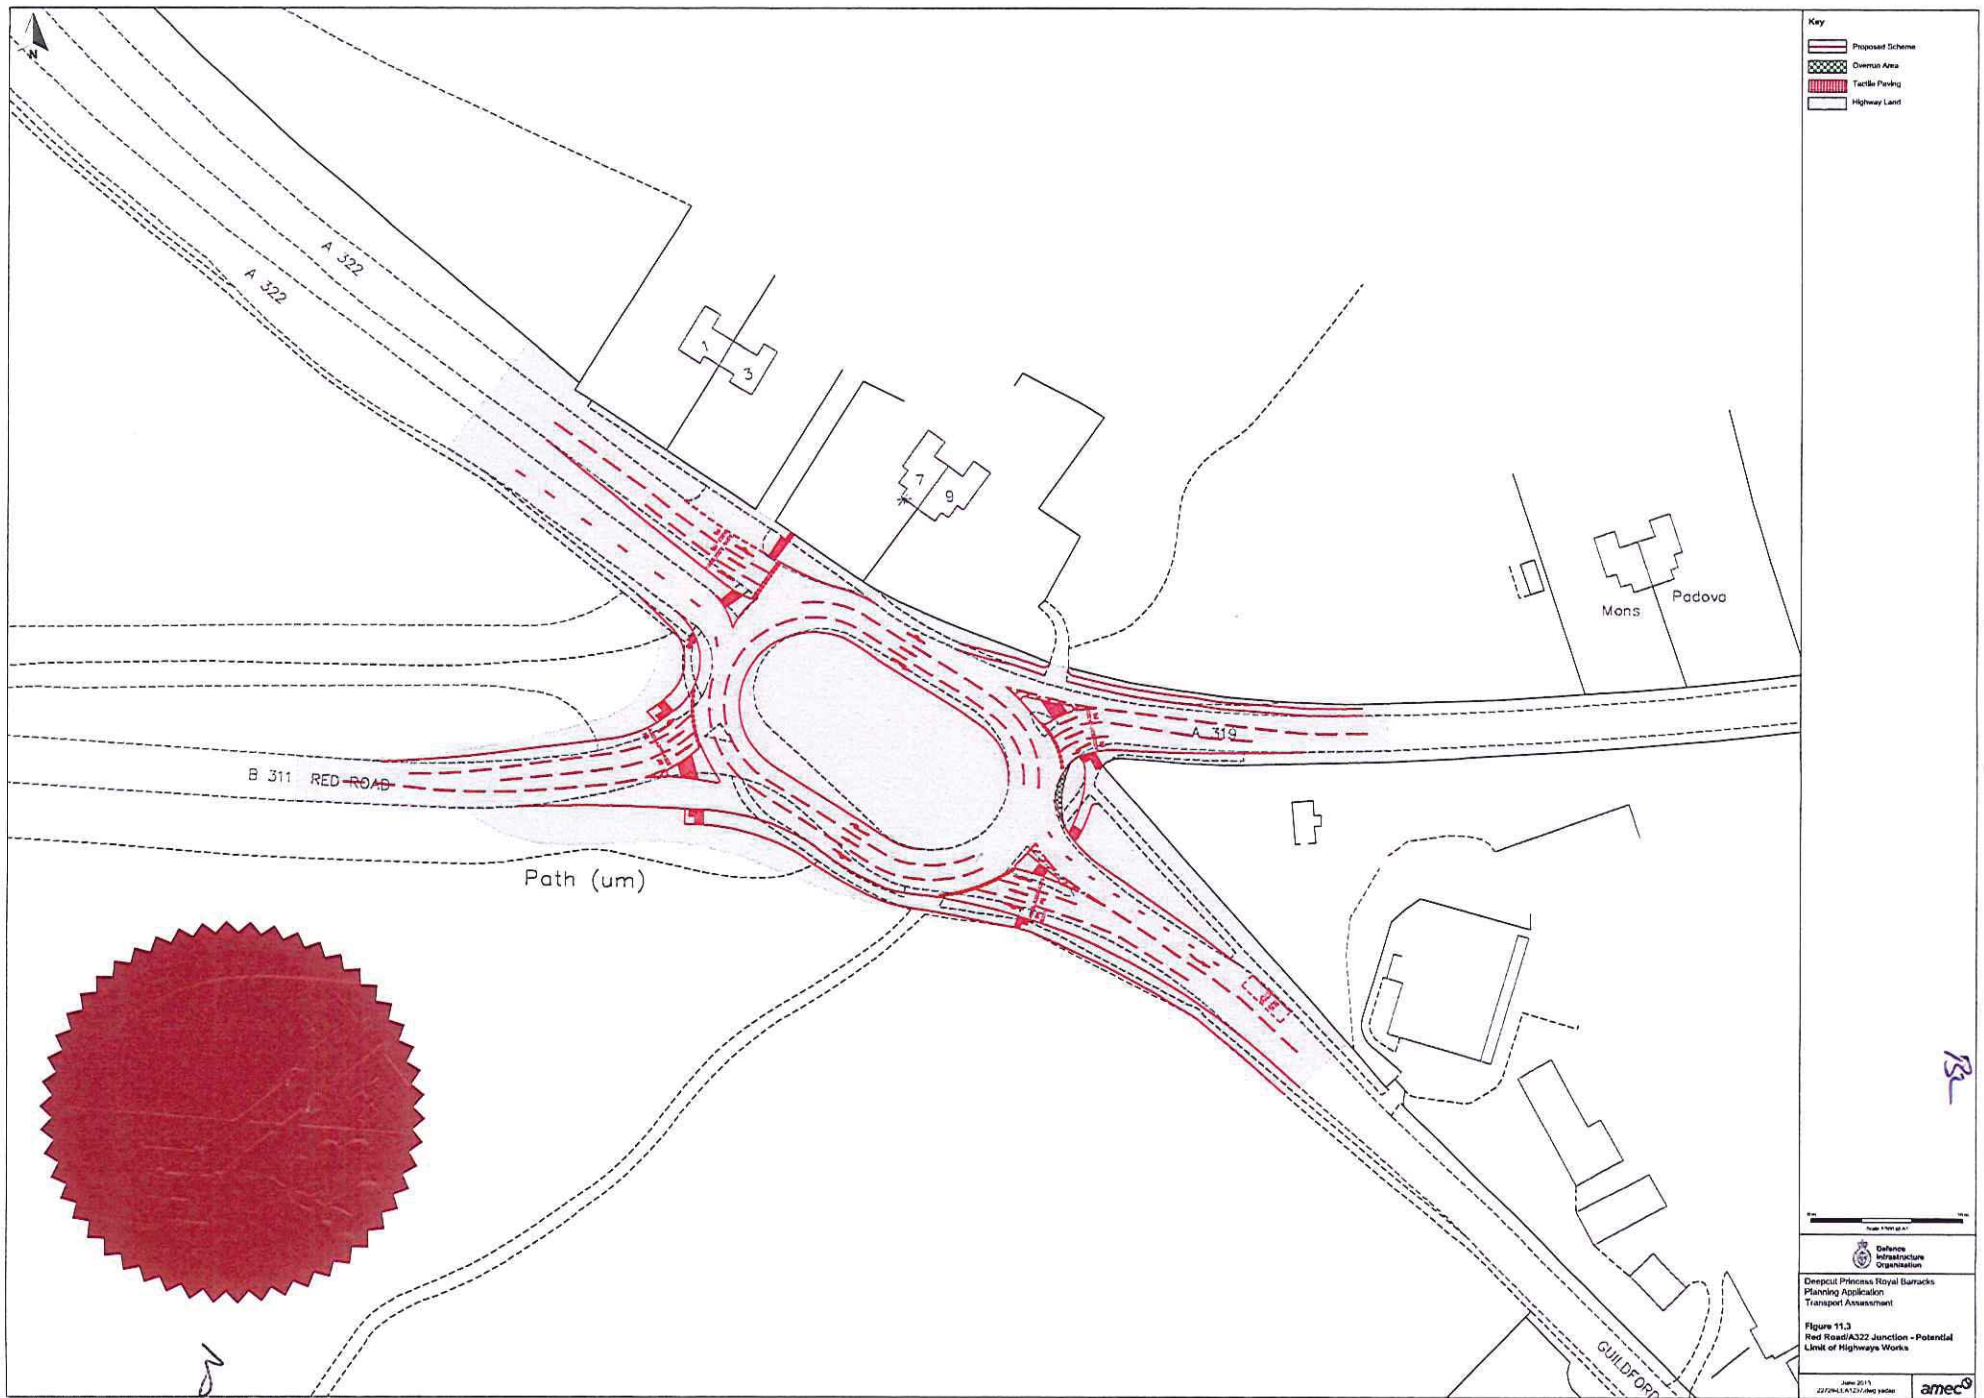 N
Key
Proposed Scheme
Overrun Area
Tactile Paving
Highway Land
A 322
A 322
1
3
7
9
Mons
Padova
A 319
B 311 RED ROAD
Path (um)
GUILDFORD
Defence
Infrastructure
Organisation
Deepcut Princess Royal Barracks
Planning Application
Transport Assessment
Figure 11.3
Red Road/A322 Junction - Potential
Limit of Highways Works
amec